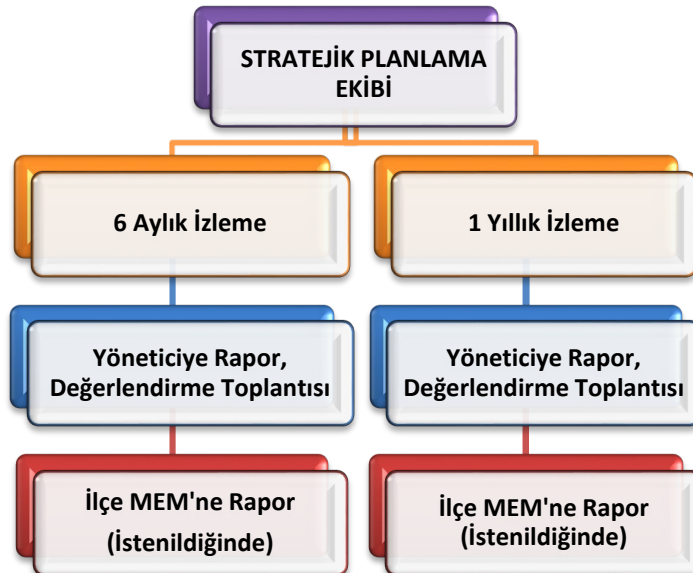 STRATEJİK PLANLAMA
EKİBİ
6 Aylık İzleme
1 Yıllık İzleme
Yöneticiye Rapor,
Değerlendirme Toplantısı
Yöneticiye Rapor,
Değerlendirme Toplantısı
İlçe MEM'ne Rapor
(İstenildiğinde)
İlçe MEM'ne Rapor
(İstenildiğinde)